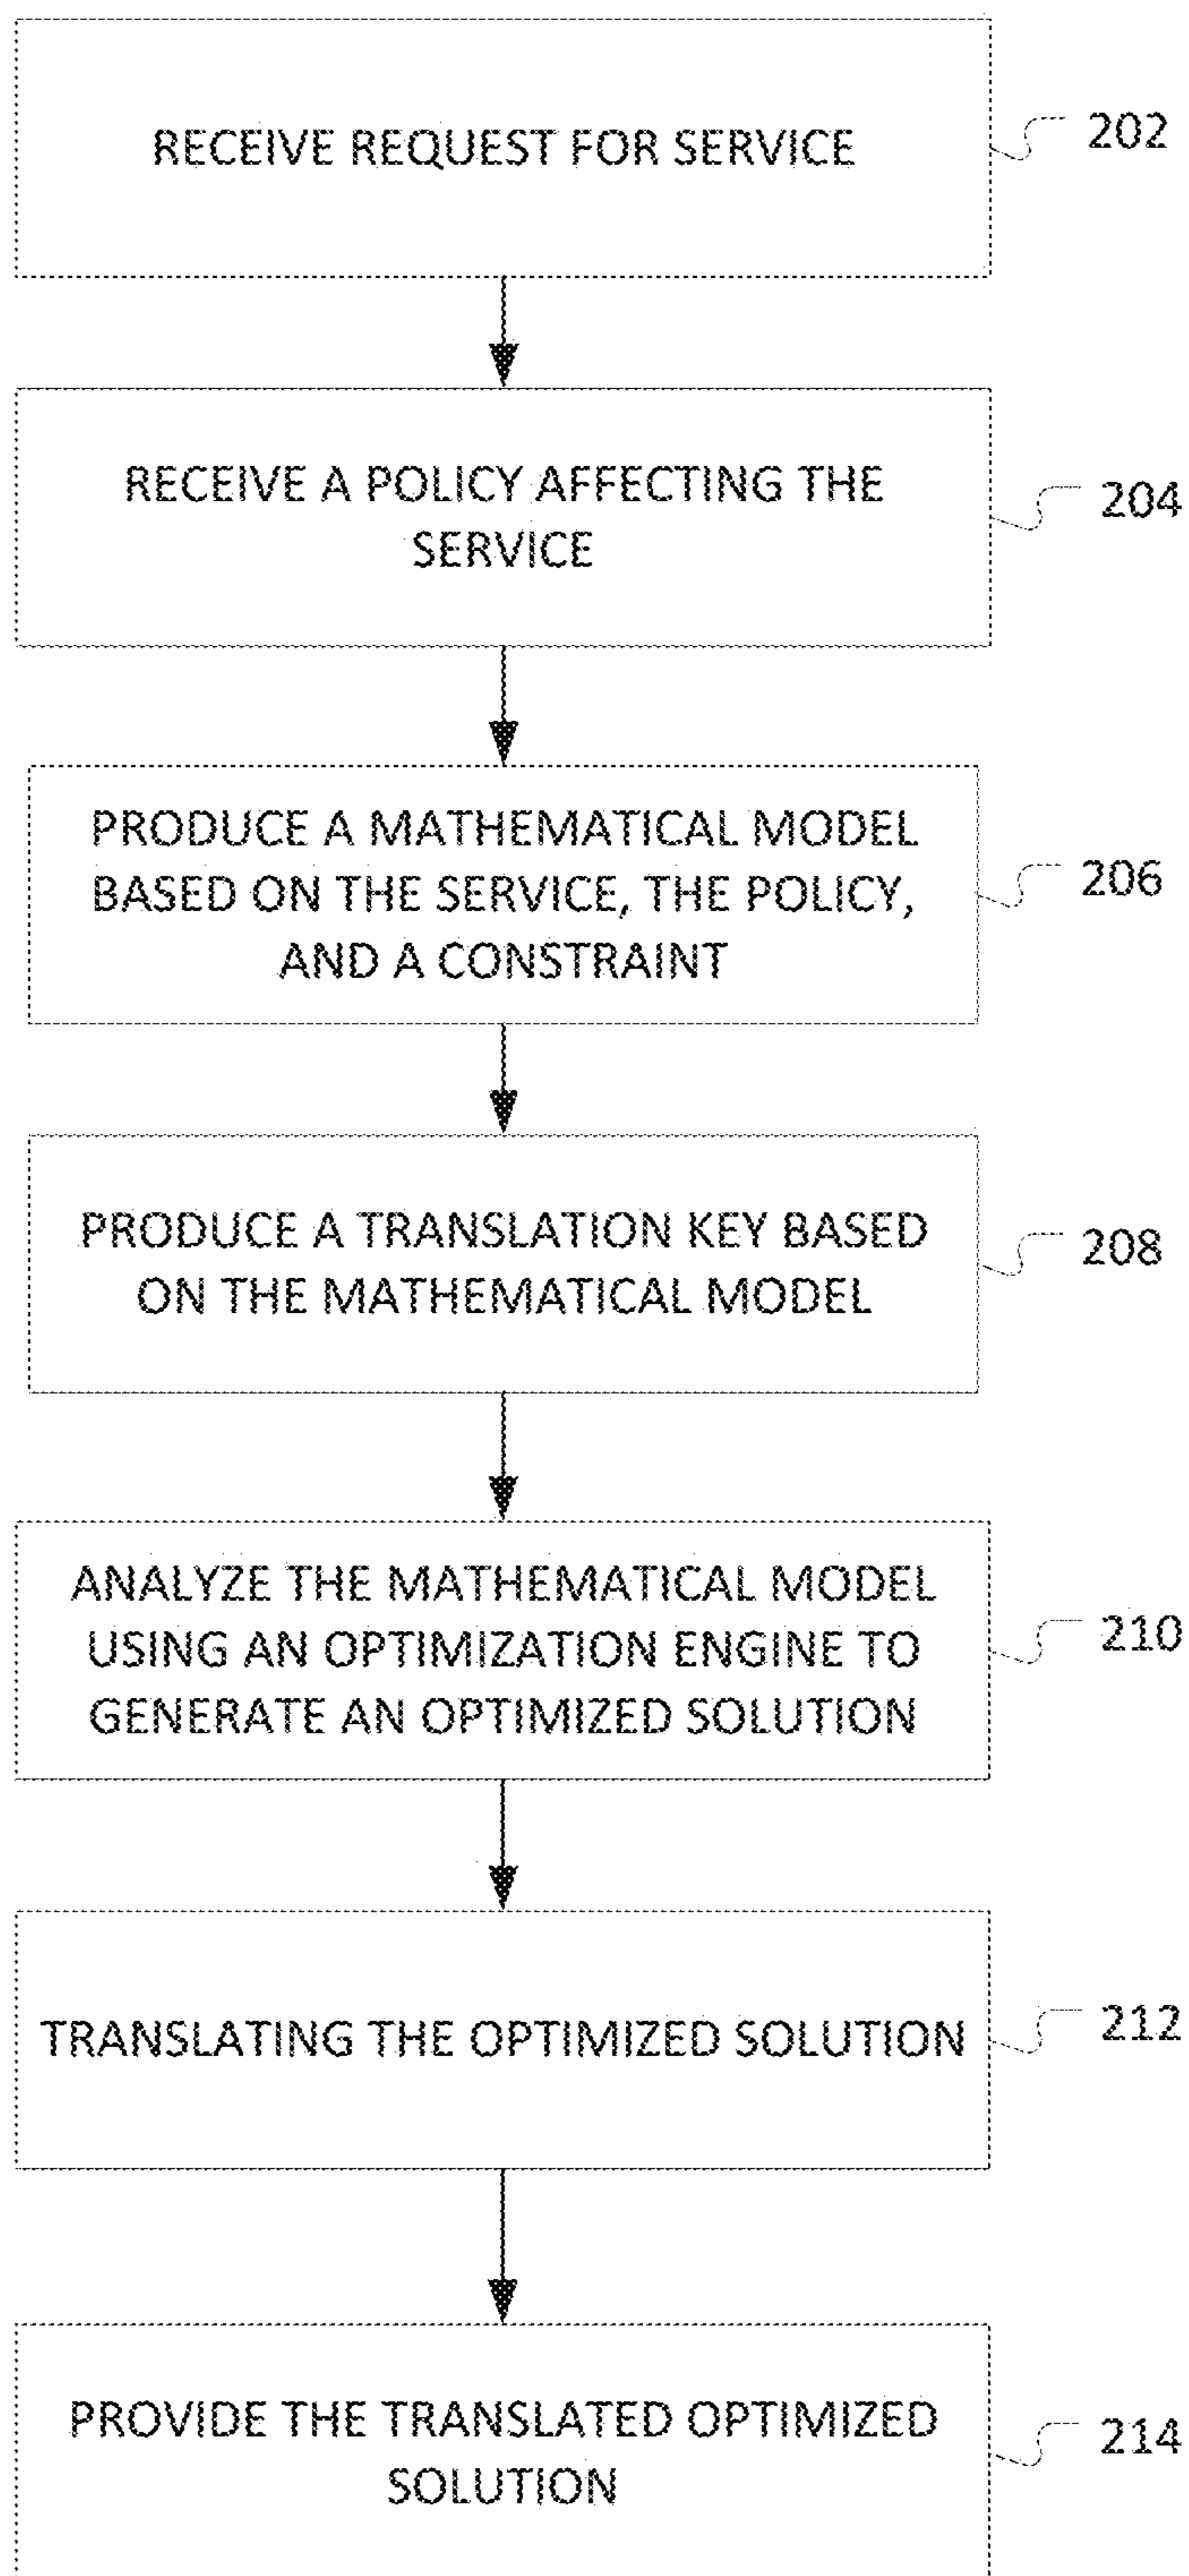 RECEIVE REQUEST FOR SERVICE
202
RECEIVE A POLICY AFFECTING THE
SERVICE
204
PRODUCE A MATHEMATICAL MODEL
BASED ON THE SERVICE, THE POLICY,
AND A CONSTRAINT
206
PRODUCE A TRANSLATION KEY BASED
ON THE MATHEMATICAL MODEL
208
ANALYZE THE MATHEMATICAL MODEL
USING AN OPTIMIZATION ENGINE TO
GENERATE AN OPTIMIZED SOLUTION
210
TRANSLATING THE OPTIMIZED SOLUTION
212
PROVIDE THE TRANSLATED OPTIMIZED
SOLUTION
214